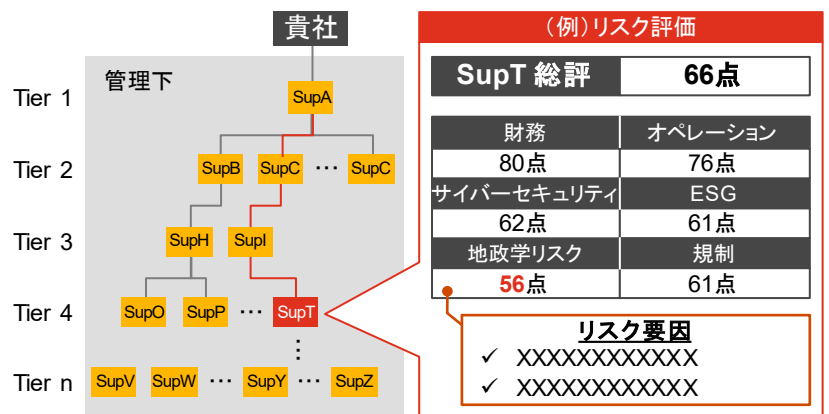 貴社
管理下
Tier 1
SupA
Tier 2
SupB
SupC
…
SupC
Tier 3
SupH
SupI
Tier 4
SupO
SupP
…
SupT
⋮
Tier n
SupV
SupW
…
SupY
…
SupZ
（例）リスク評価
SupT 総評 66点
財務 オペレーション
80点 76点
サイバーセキュリティ ESG
62点 61点
地政学リスク 規制
56点 61点
リスク要因
✓ XXXXXXXXXXXX
✓ XXXXXXXXXXXX